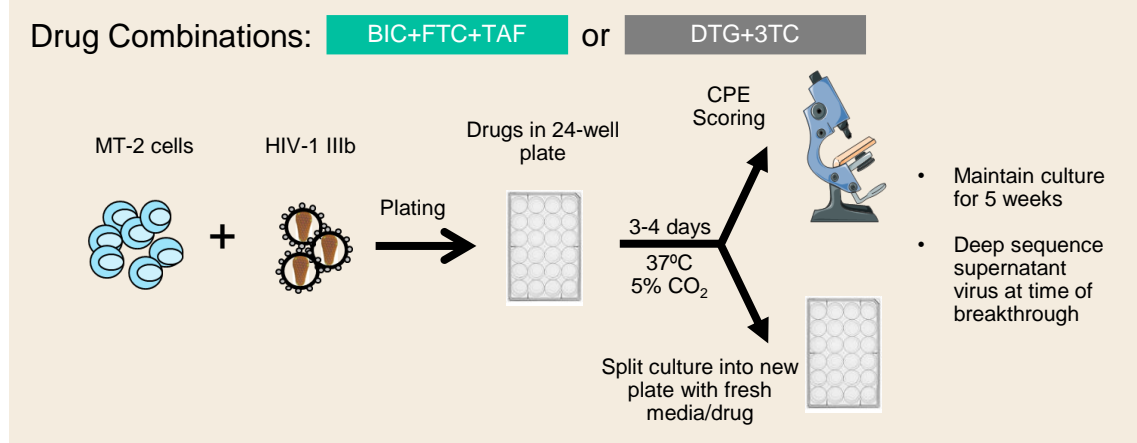 Drug Combinations: BIC+FTC+TAF or DTG+3TC
MT-2 cells
+
HIV-1 IIIb
Plating
Drugs in 24-well
plate
3-4 days
37ºC
5% CO₂
CPE
Scoring
Split culture into new
plate with fresh
media/drug
• Maintain culture
for 5 weeks
• Deep sequence
supernatant
virus at time of
breakthrough